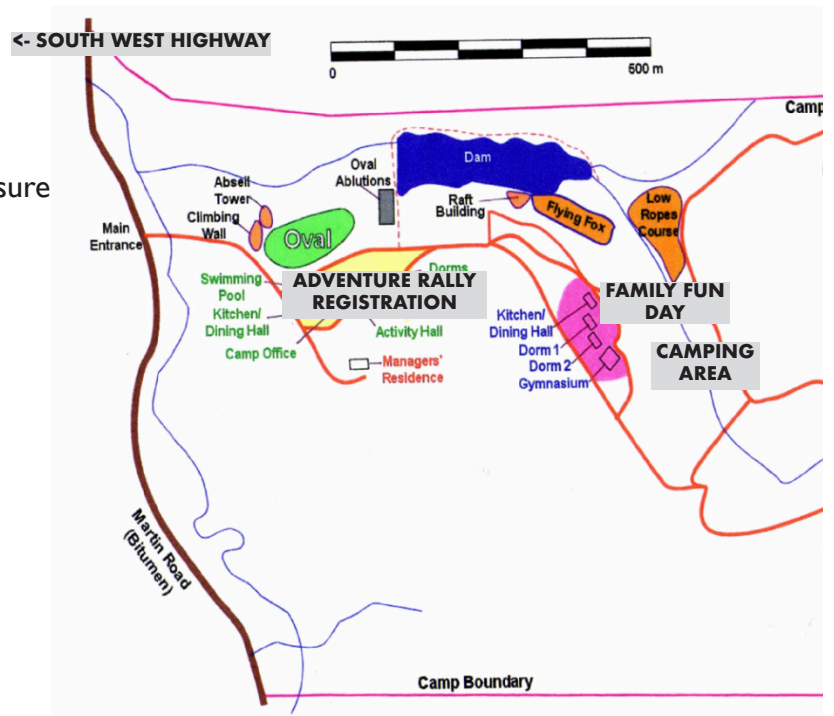 <- SOUTH WEST HIGHWAY
0
500 m
Camp
sure
Dam
Oval
Ablutions
Abseil
Tower
Climbing
Wall
Raft
Building
Flying Fox
Low
Ropes
Course
Main
Entrance
Oval
Swimming
Pool
Dorms
ADVENTURE RALLY
REGISTRATION
FAMILY FUN
DAY
Kitchen/
Dining Hall
Activity Hall
Camp Office
Kitchen/
Dining Hall
Dorm 1
Dorm 2
Gymnasium
CAMPING
AREA
Managers'
Residence
Martin Road
(Bitumen)
Camp Boundary